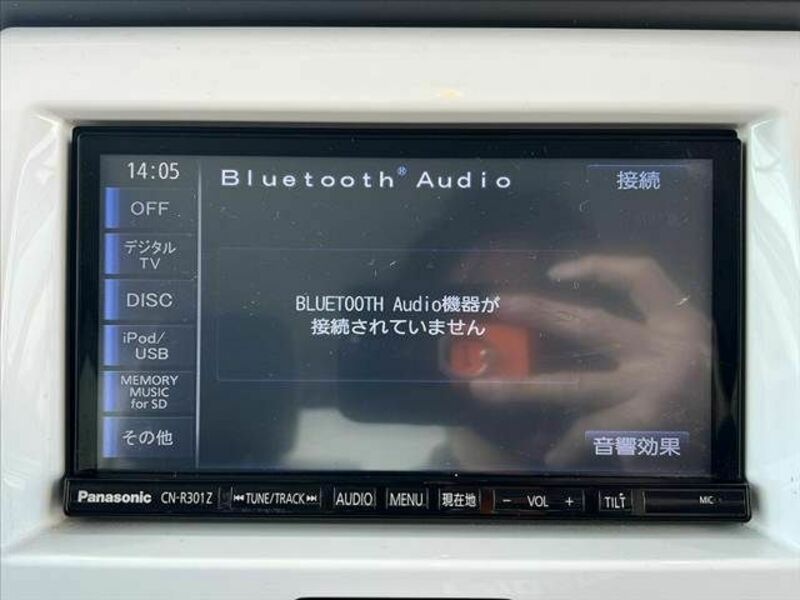 14:05
Bluetooth® Audio
接続
OFF
デジタル
TV
DISC
iPod/
USB
MEMORY
MUSIC
for SD
その他
BLUETOOTH Audio機器が
接続されていません
音響効果
Panasonic CN-R301Z ⏮TUNE/TRACK⏭ AUDIO MENU 現在地 − VOL + TILT MIC